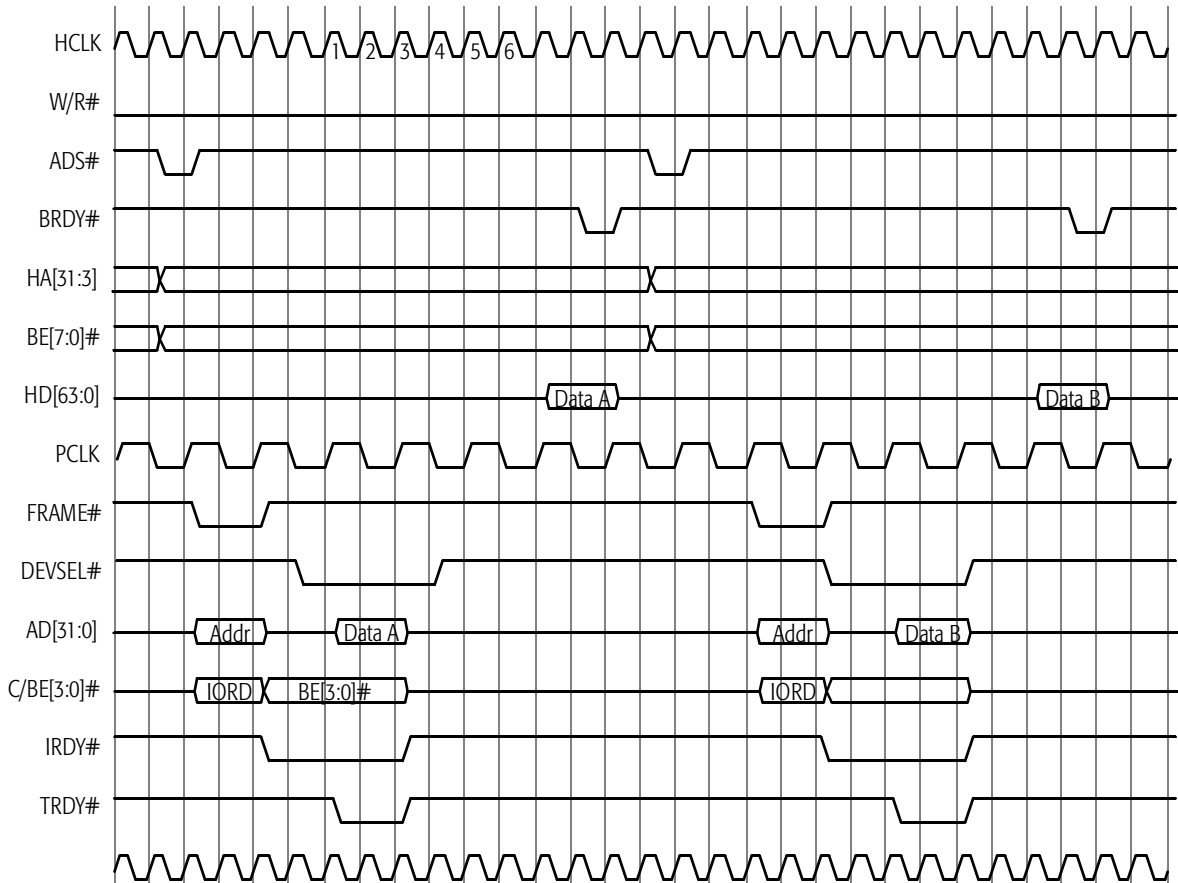 HCLK
1 2 3 4 5 6
W/R#
ADS#
BRDY#
HA[31:3]
BE[7:0]#
HD[63:0]
Data A Data B
PCLK
FRAME#
DEVSEL#
AD[31:0]
Addr Data A Addr Data B
C/BE[3:0]#
IORD BE[3:0]# IORD
IRDY#
TRDY#